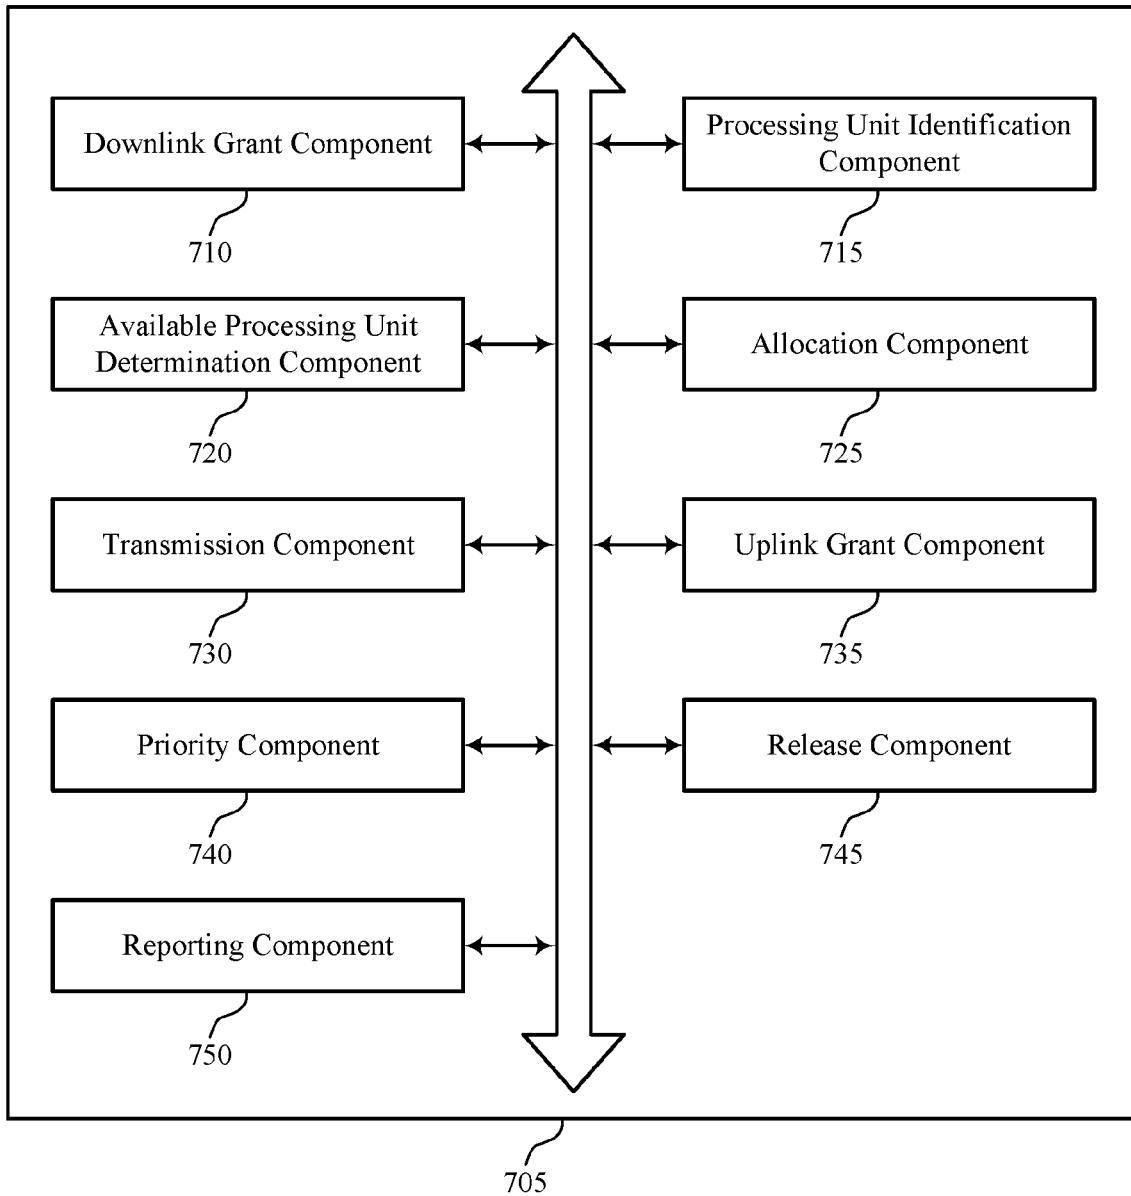 Downlink Grant Component
710
Processing Unit Identification
Component
715
Available Processing Unit
Determination Component
720
Allocation Component
725
Transmission Component
730
Uplink Grant Component
735
Priority Component
740
Release Component
745
Reporting Component
750
705